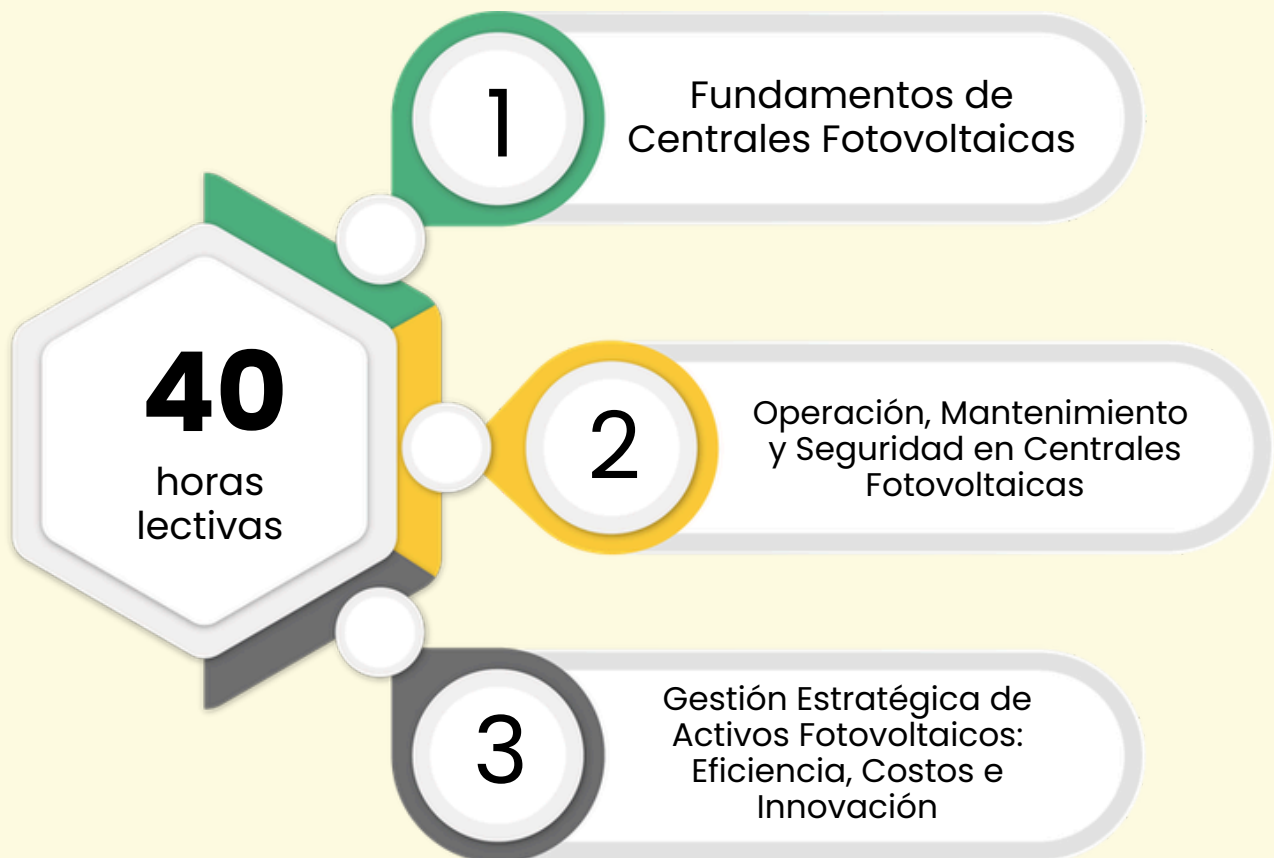 1
Fundamentos de
Centrales Fotovoltaicas
40
horas
lectivas
2
Operación, Mantenimiento
y Seguridad en Centrales
Fotovoltaicas
3
Gestión Estratégica de
Activos Fotovoltaicos:
Eficiencia, Costos e
Innovación